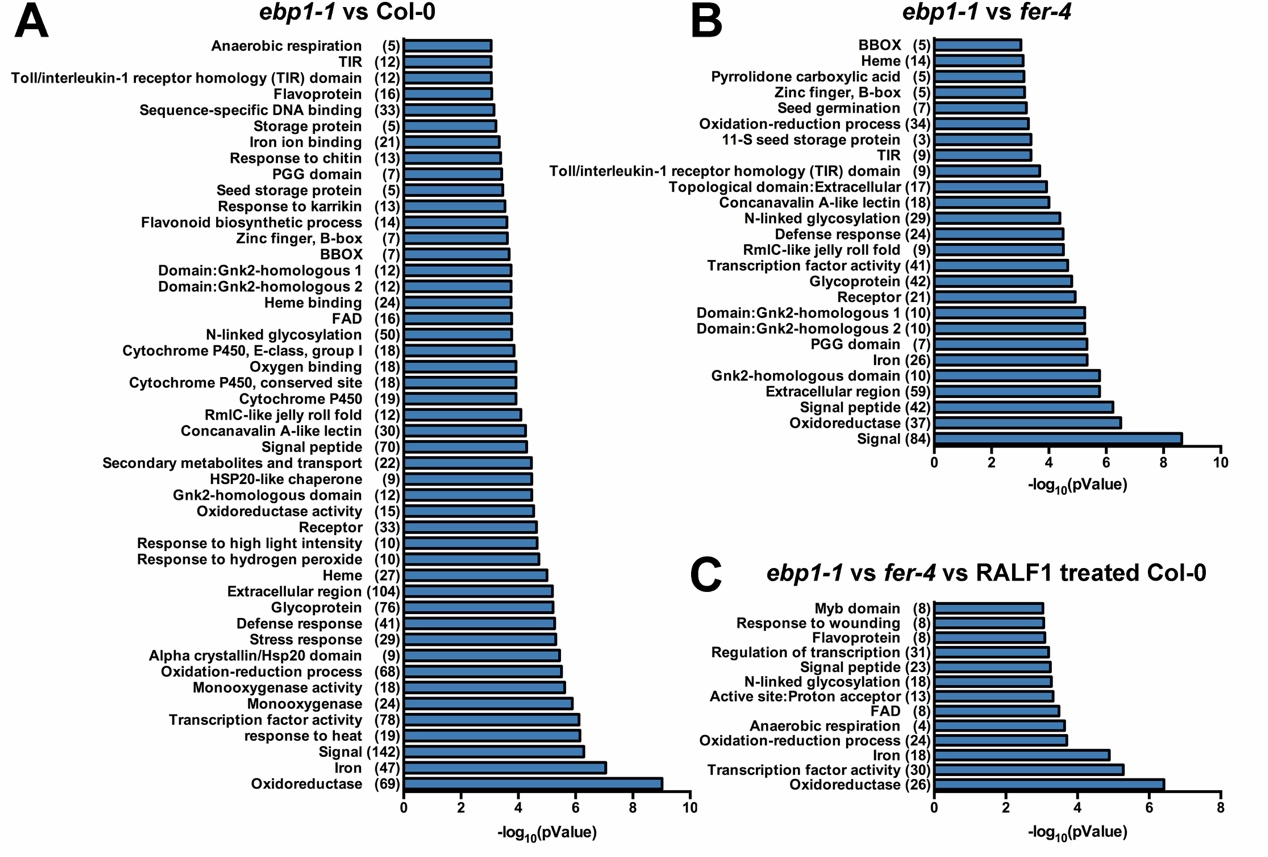 A
ebp1-1 vs Col-0
Anaerobic respiration (5)
TIR (12)
Toll/interleukin-1 receptor homology (TIR) domain (12)
Flavoprotein (16)
Sequence-specific DNA binding (33)
Storage protein (5)
Iron ion binding (21)
Response to chitin (13)
PGG domain (7)
Seed storage protein (5)
Response to karrikin (13)
Flavonoid biosynthetic process (14)
Zinc finger, B-box (7)
BBOX (7)
Domain:Gnk2-homologous 1 (12)
Domain:Gnk2-homologous 2 (12)
Heme binding (24)
FAD (16)
N-linked glycosylation (50)
Cytochrome P450, E-class, group I (18)
Oxygen binding (18)
Cytochrome P450, conserved site (18)
Cytochrome P450 (19)
RmlC-like jelly roll fold (12)
Concanavalin A-like lectin (30)
Signal peptide (70)
Secondary metabolites and transport (22)
HSP20-like chaperone (9)
Gnk2-homologous domain (12)
Oxidoreductase activity (15)
Receptor (33)
Response to high light intensity (10)
Response to hydrogen peroxide (10)
Heme (27)
Extracellular region (104)
Glycoprotein (76)
Defense response (41)
Stress response (29)
Alpha crystallin/Hsp20 domain (9)
Oxidation-reduction process (68)
Monooxygenase activity (18)
Monooxygenase (24)
Transcription factor activity (78)
response to heat (19)
Signal (142)
Iron (47)
Oxidoreductase (69)
0 2 4 6 8 10
-log10(pValue)
B
ebp1-1 vs fer-4
BBOX (5)
Heme (14)
Pyrrolidone carboxylic acid (5)
Zinc finger, B-box (5)
Seed germination (7)
Oxidation-reduction process (34)
11-S seed storage protein (3)
TIR (9)
Toll/interleukin-1 receptor homology (TIR) domain (9)
Topological domain:Extracellular (17)
Concanavalin A-like lectin (18)
N-linked glycosylation (29)
Defense response (24)
RmlC-like jelly roll fold (9)
Transcription factor activity (41)
Glycoprotein (42)
Receptor (21)
Domain:Gnk2-homologous 1 (10)
Domain:Gnk2-homologous 2 (10)
PGG domain (7)
Iron (26)
Gnk2-homologous domain (10)
Extracellular region (59)
Signal peptide (42)
Oxidoreductase (37)
Signal (84)
0 2 4 6 8 10
-log10(pValue)
C
ebp1-1 vs fer-4 vs RALF1 treated Col-0
Myb domain (8)
Response to wounding (8)
Flavoprotein (8)
Regulation of transcription (31)
Signal peptide (23)
N-linked glycosylation (18)
Active site:Proton acceptor (13)
FAD (8)
Anaerobic respiration (4)
Oxidation-reduction process (24)
Iron (18)
Transcription factor activity (30)
Oxidoreductase (26)
0 2 4 6 8
-log10(pValue)